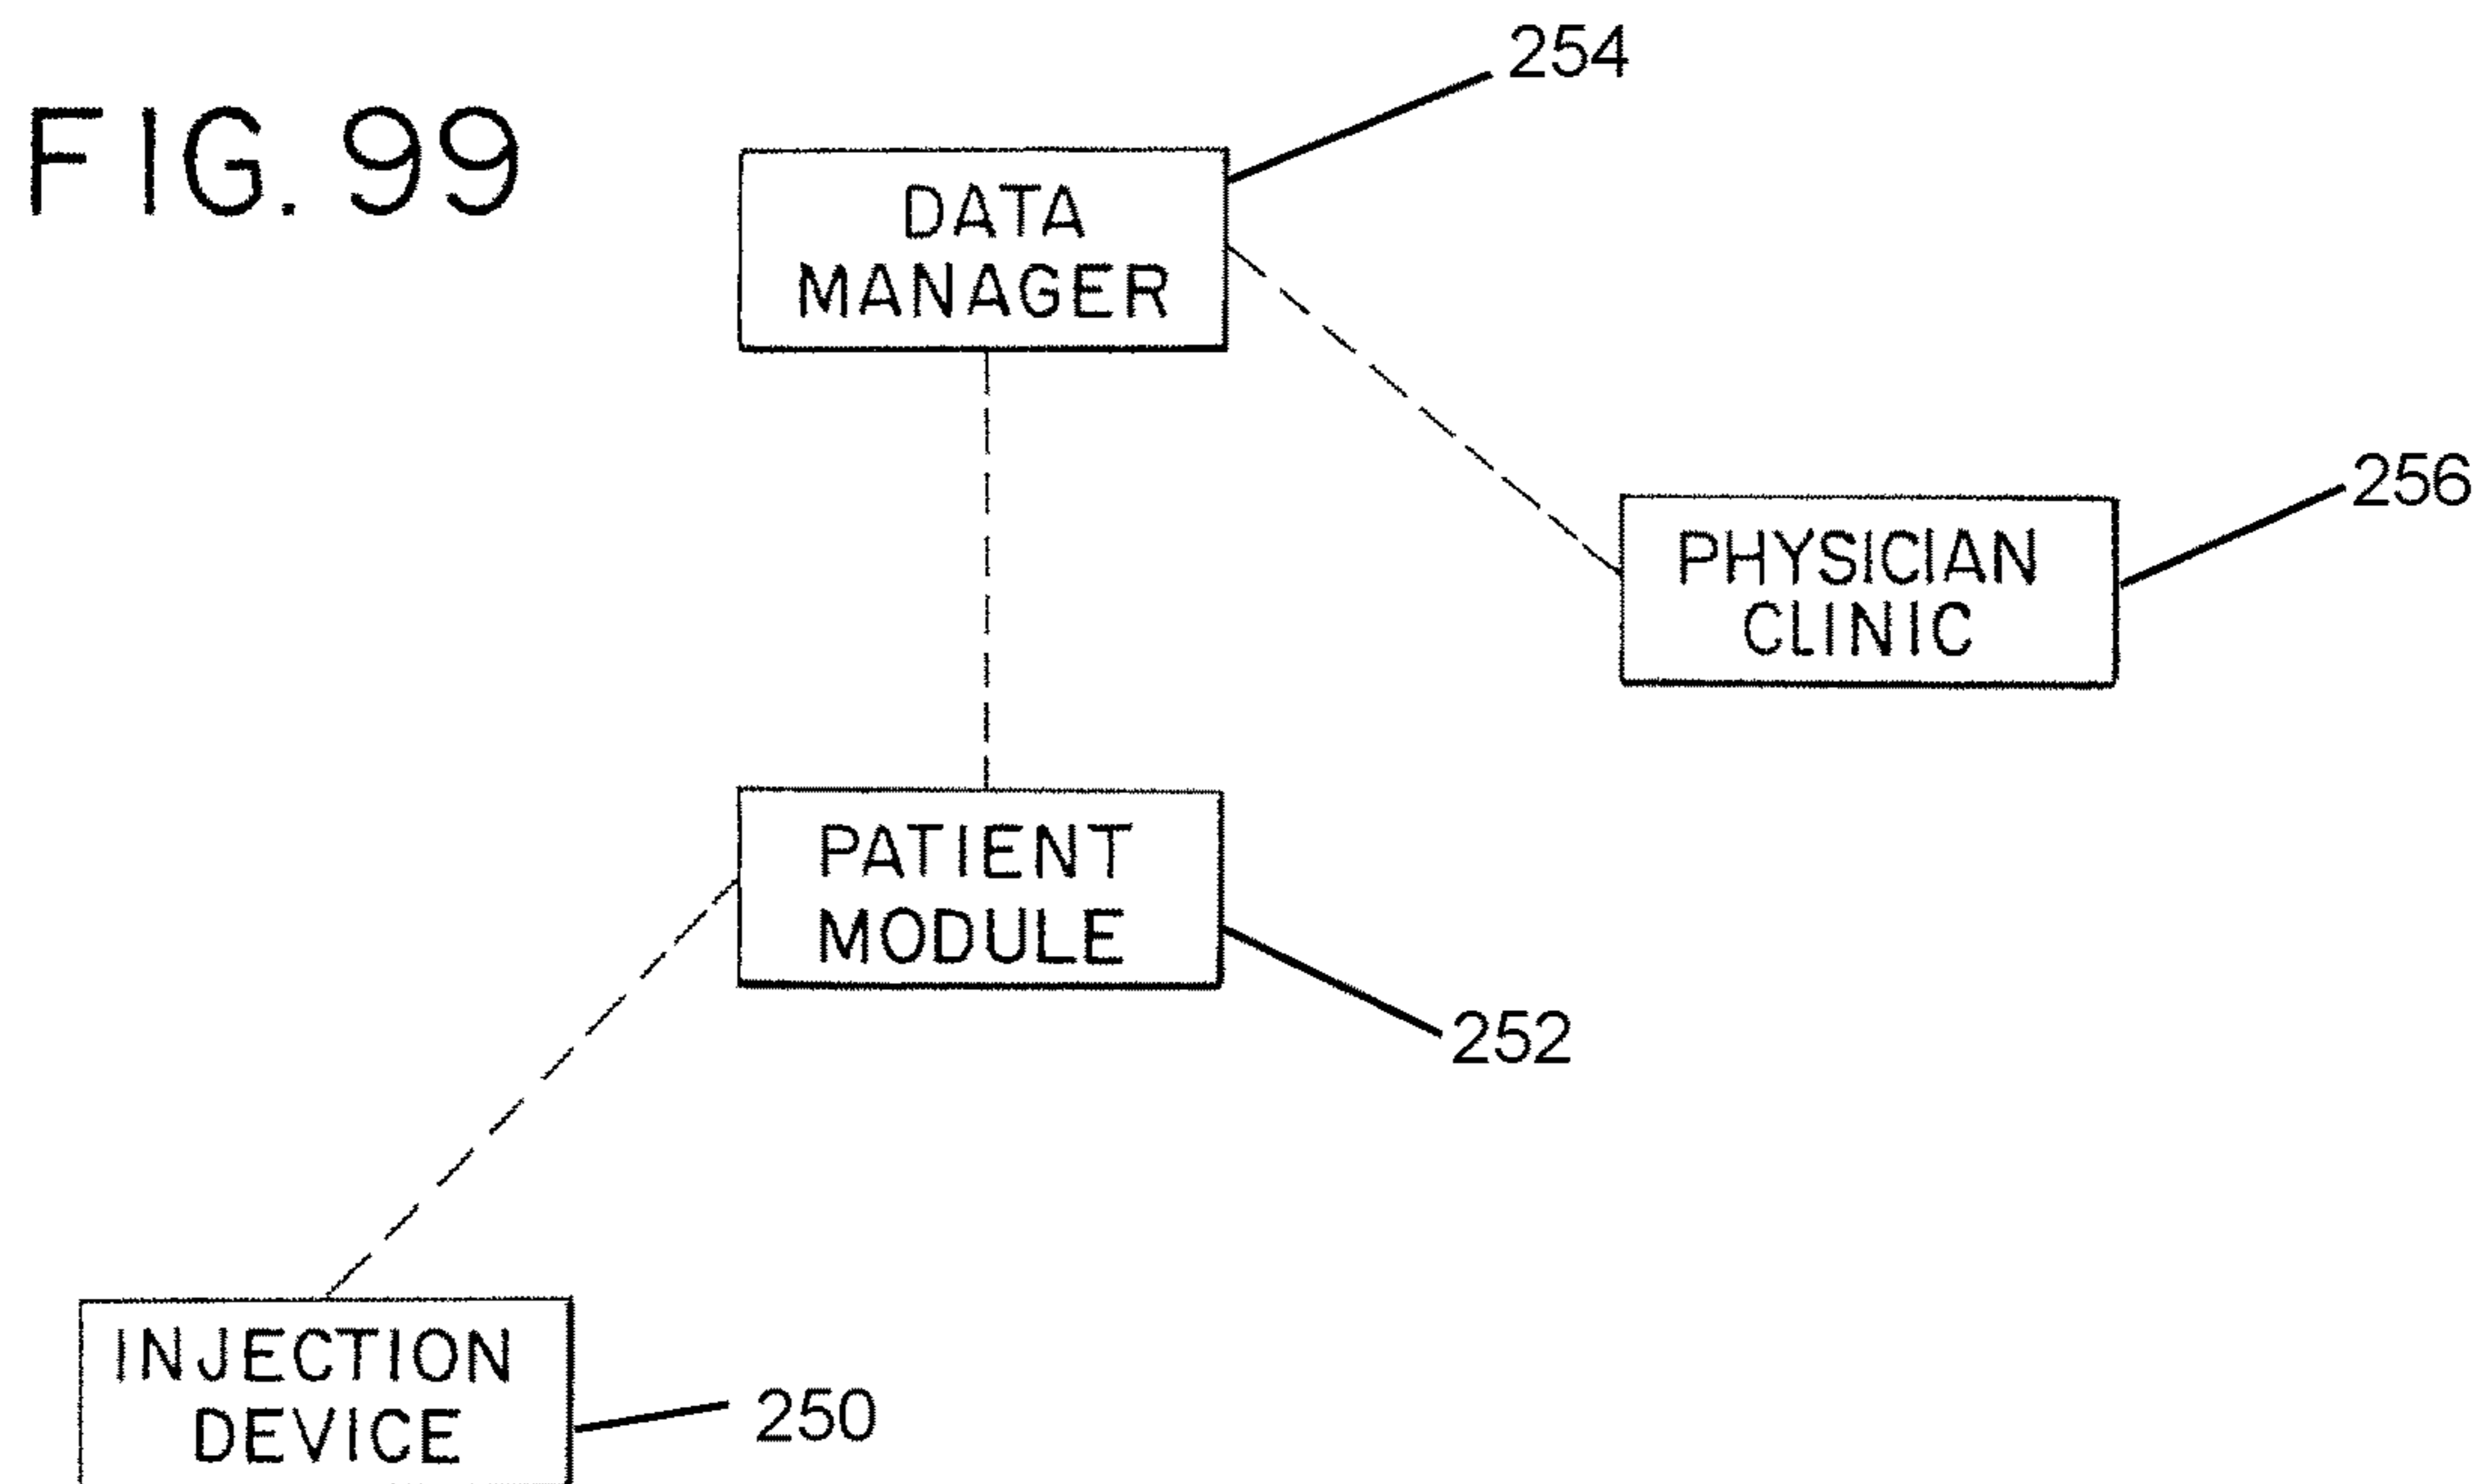 FIG. 99
254
DATA
MANAGER
256
PHYSICIAN
CLINIC
PATIENT
MODULE
252
INJECTION
DEVICE
250